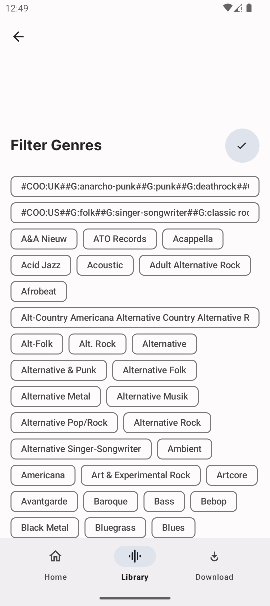 12:49
Filter Genres
#COO:UK##G:anarcho-punk##G:punk##G:deathrock##
#COO:US##G:folk##G:singer-songwriter##G:classic roc
A&A Nieuw ATO Records Acappella
Acid Jazz Acoustic Adult Alternative Rock
Afrobeat
Alt-Country Americana Alternative Country Alternative R
Alt-Folk Alt. Rock Alternative
Alternative & Punk Alternative Folk
Alternative Metal Alternative Musik
Alternative Pop/Rock Alternative Rock
Alternative Singer-Songwriter Ambient
Americana Art & Experimental Rock Artcore
Avantgarde Baroque Bass Bebop
Black Metal Bluegrass Blues
Home Library Download